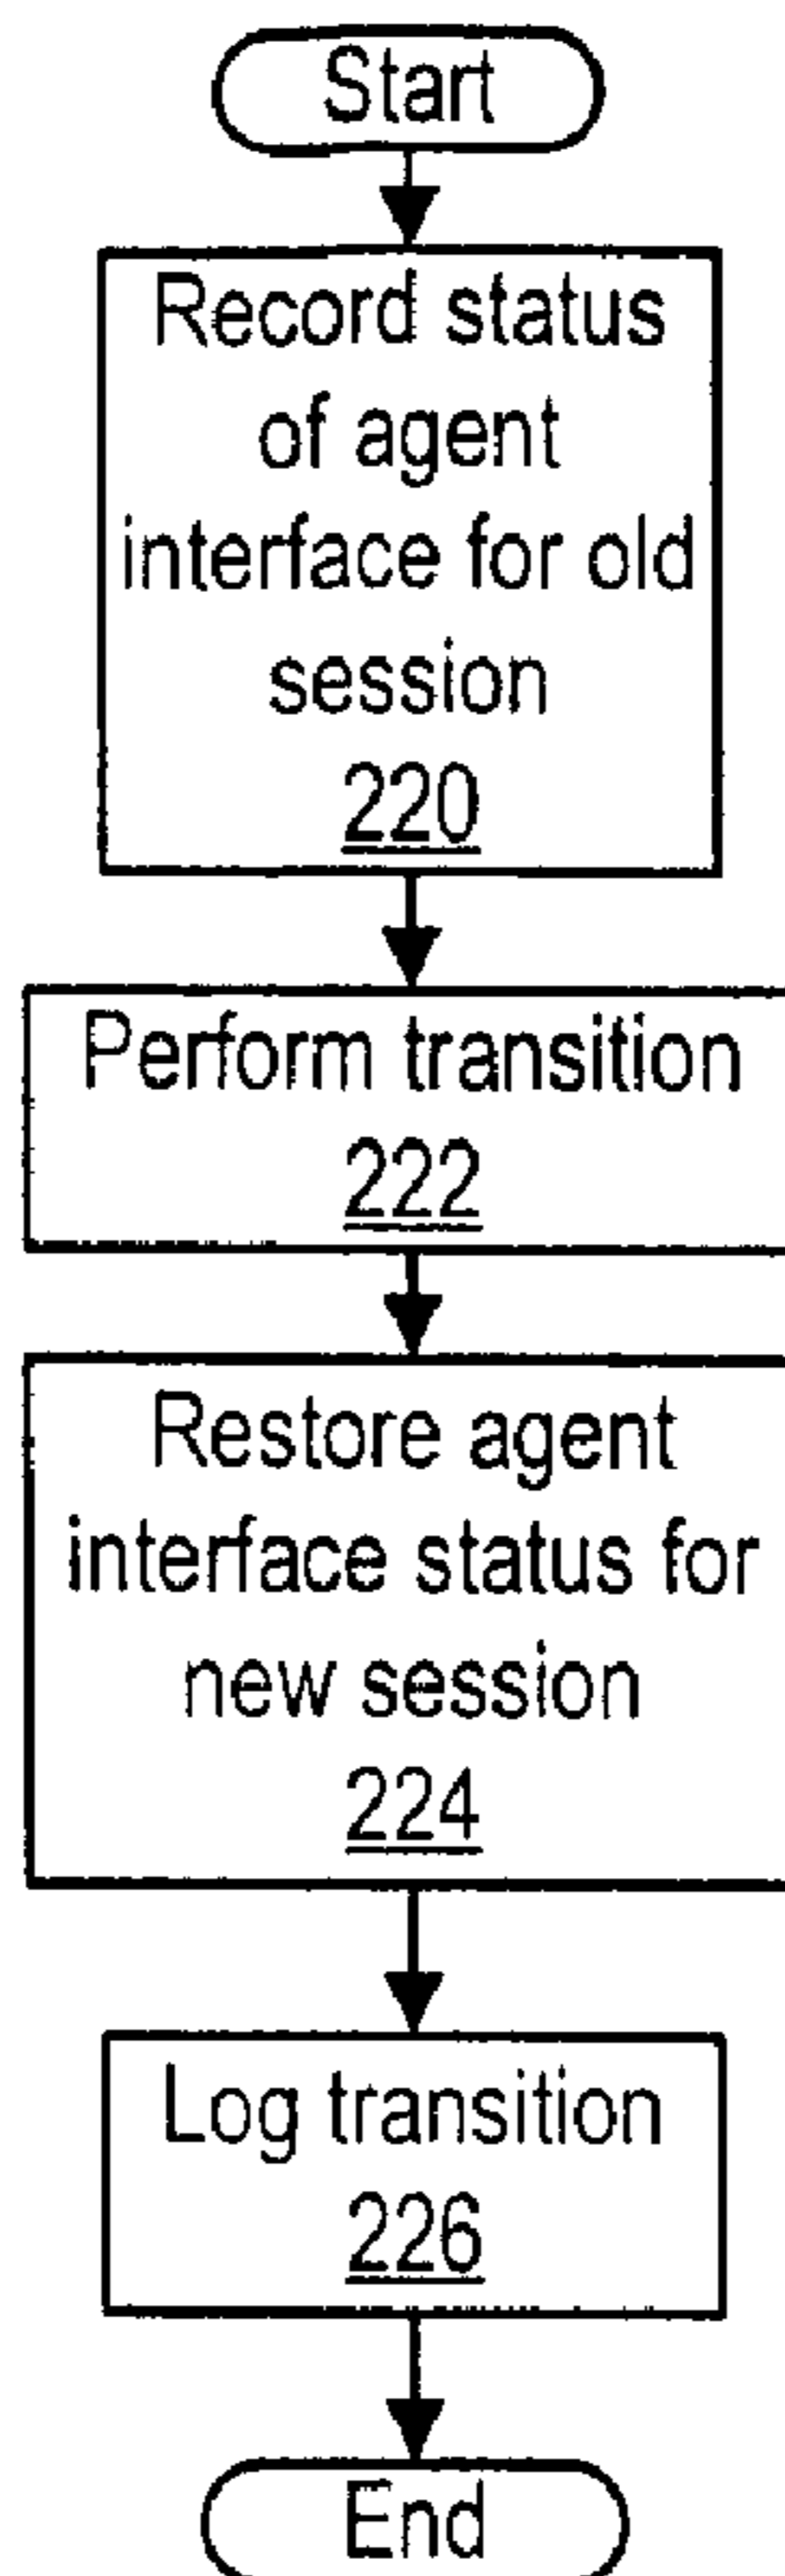 Start
Record status
of agent
interface for old
session
220
Perform transition
222
Restore agent
interface status for
new session
224
Log transition
226
End